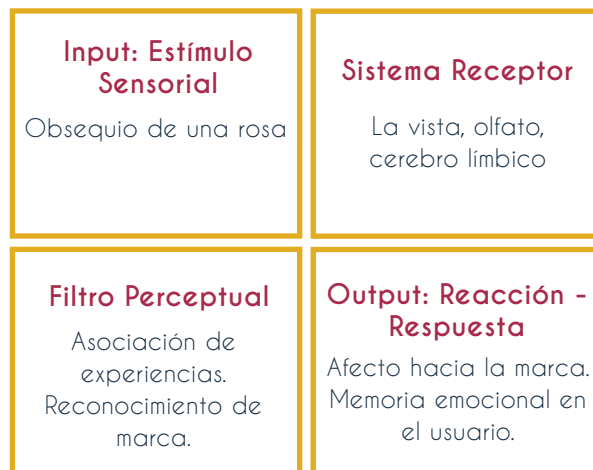 Input: Estímulo
Sensorial
Obsequio de una rosa
Sistema Receptor
La vista, olfato,
cerebro límbico
Filtro Perceptual
Asociación de
experiencias.
Reconocimiento de
marca.
Output: Reacción -
Respuesta
Afecto hacia la marca.
Memoria emocional en
el usuario.